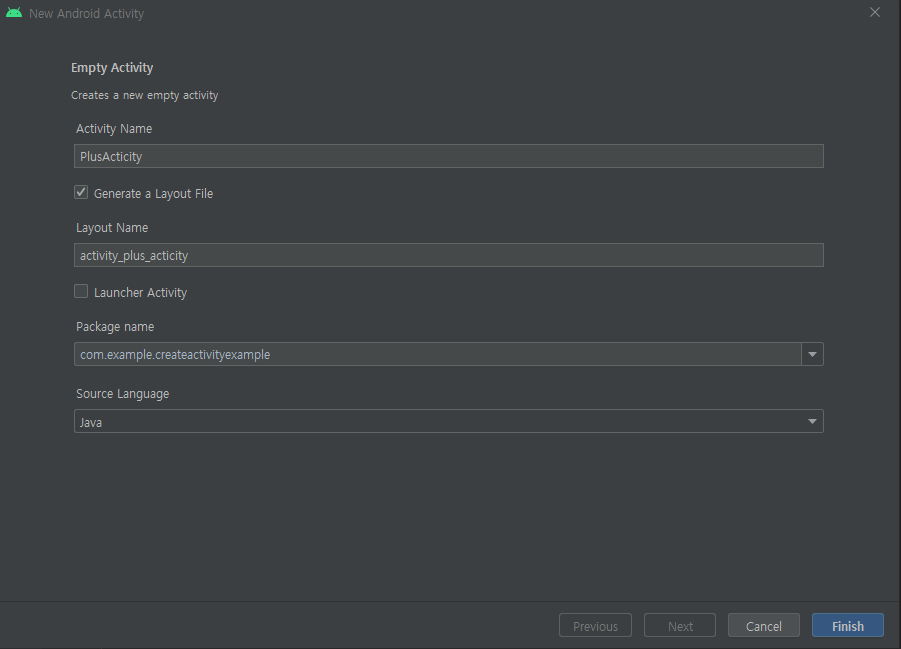 New Android Activity
Empty Activity
Creates a new empty activity
Activity Name
PlusActicity
Generate a Layout File
Layout Name
activity_plus_acticity
Launcher Activity
Package name
com.example.createactivityexample
Source Language
Java
Previous Next Cancel Finish